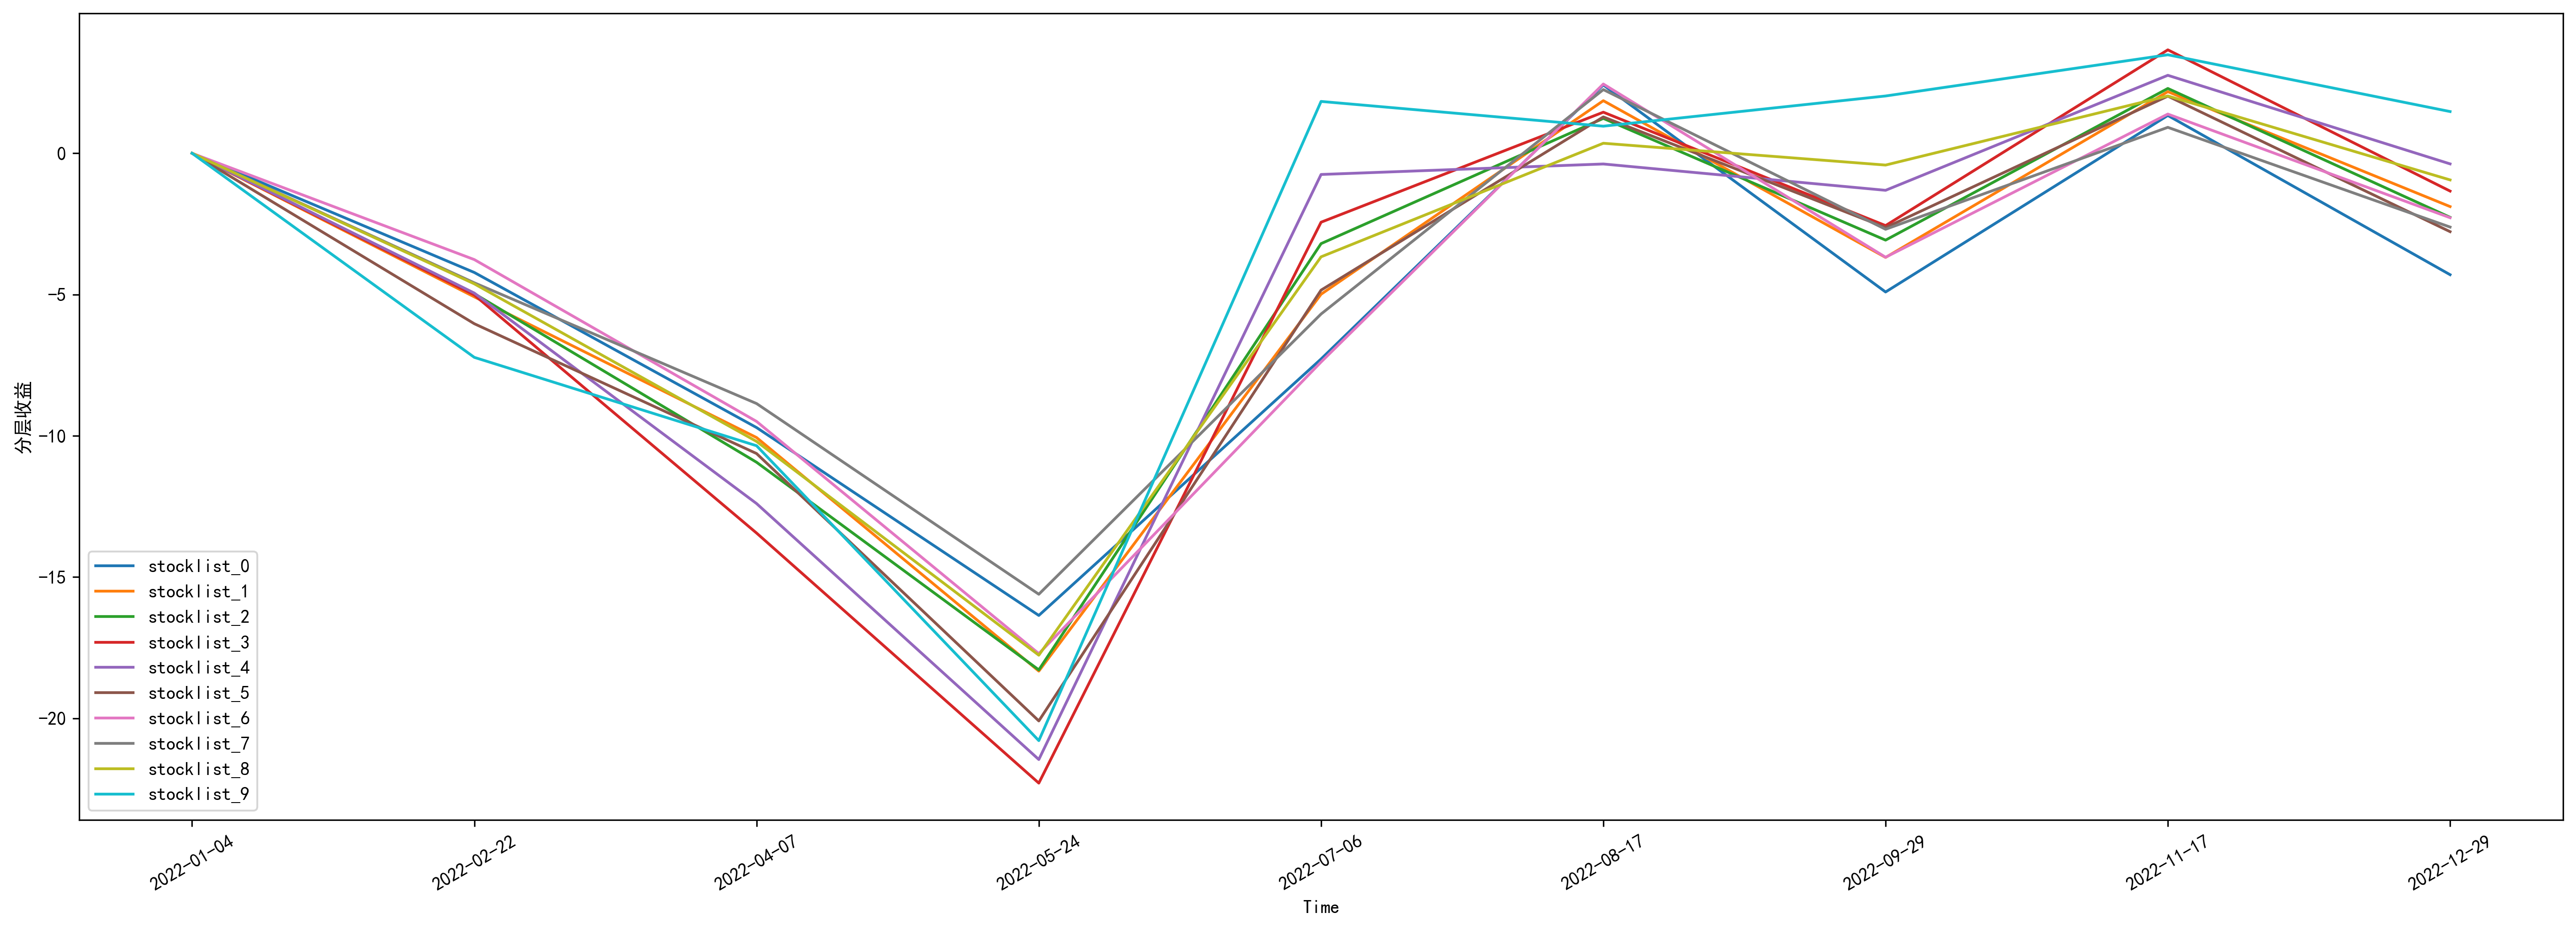 分层收益
0
−5
−10
−15
−20
stocklist_0
stocklist_1
stocklist_2
stocklist_3
stocklist_4
stocklist_5
stocklist_6
stocklist_7
stocklist_8
stocklist_9
2022-01-04
2022-02-22
2022-04-07
2022-05-24
2022-07-06
2022-08-17
2022-09-29
2022-11-17
2022-12-29
Time